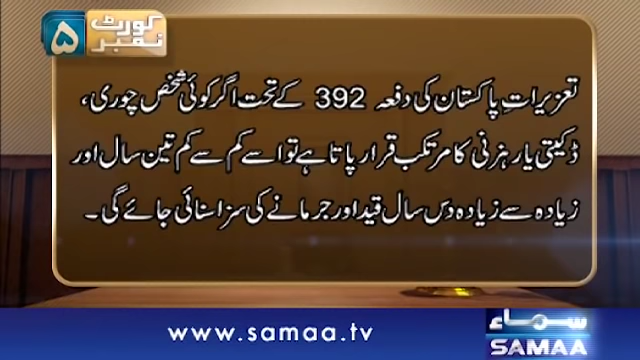 کورٹ
نمبر ۵
تعزیراتِ پاکستان کی دفعہ 392 کے تحت اگر کوئی شخص چوری،
ڈکیتی یا رہزنی کا مرتکب قرار پاتا ہے تو اسے کم سے کم تین سال اور
زیادہ سے زیادہ دس سال قید اور جرمانے کی سزا سنائی جائے گی۔
www.samaa.tv
سماء
SAMAA